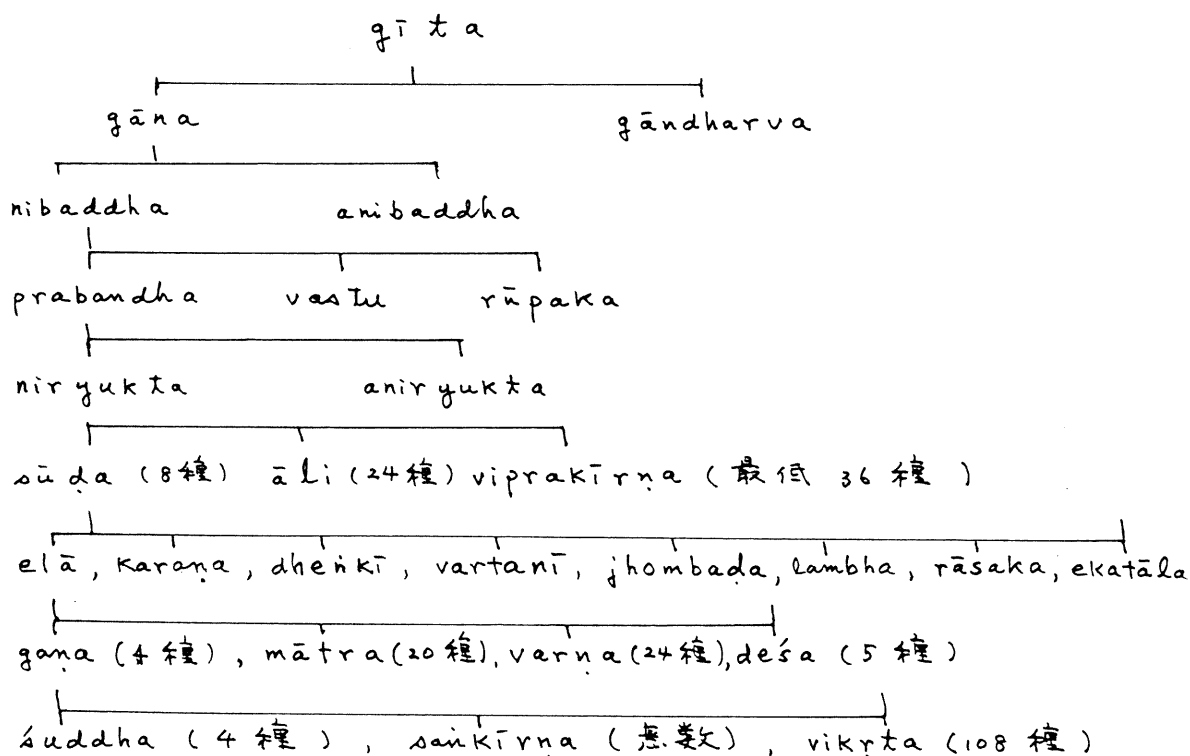 gīta
gāna gāndharva
nibaddha anibaddha
prabandha vastu rūpaka
niryukta aniryukta
sūḍa (8種) āli (24種) viprakīrṇa (最低 36種)
elā, karaṇa, dheṅkī, vartanī, jhombaḍa, lambha, rāsaka, ekatāla
gaṇa (4種), mātra (20種), varṇa (24種), deśa (5種)
śuddha (4種), saṅkīrṇa (無数), vikṛta (108種)